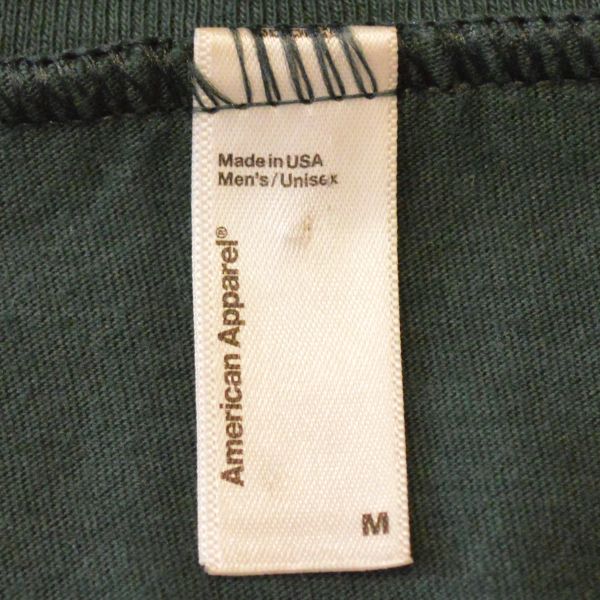 Made in USA
Men's/Unisex
American Apparel®
M